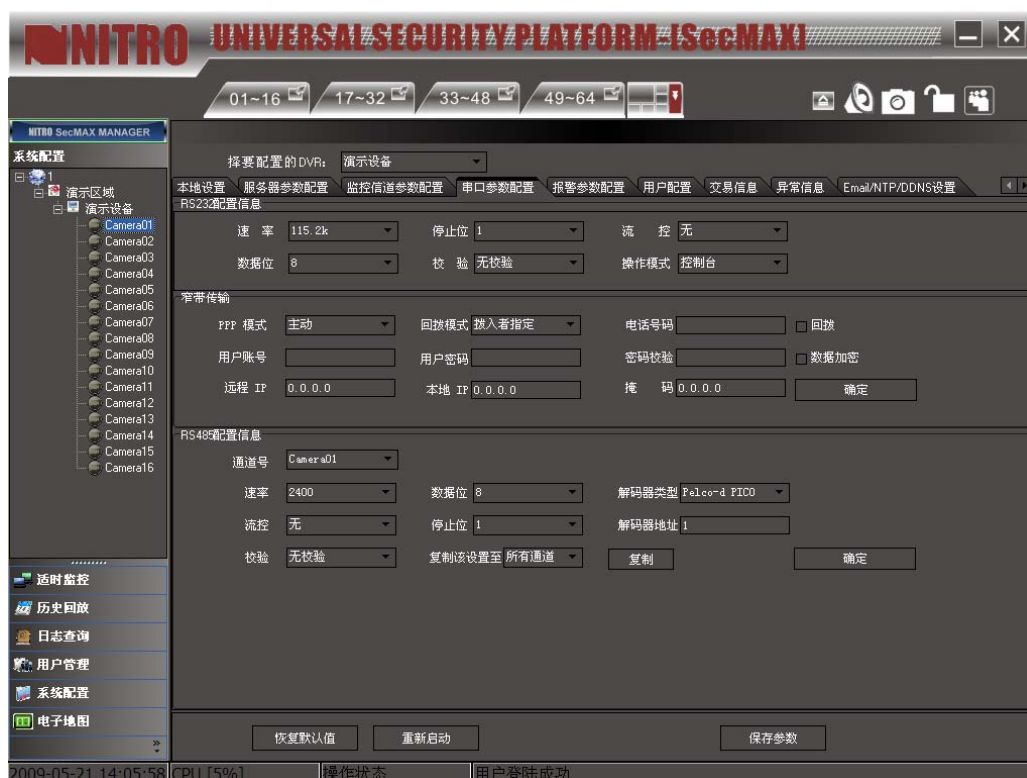 NITRO UNIVERSAL SECURITY PLATFORM-[SecMAX]
01~16 17~32 33~48 49~64
NITRO SecMAX MANAGER
系统配置
1
演示区域
演示设备
Camera01
Camera02
Camera03
Camera04
Camera05
Camera06
Camera07
Camera08
Camera09
Camera10
Camera11
Camera12
Camera13
Camera14
Camera15
Camera16
适时监控
历史回放
日志查询
用户管理
系统配置
电子地图
择要配置的DVR: 演示设备
本地设置 服务器参数配置 监控信道参数配置 串口参数配置 报警参数配置 用户配置 交易信息 异常信息 Email/NTP/DDNS设置
RS232配置信息
速 率 115.2k 停止位 1 流 控 无
数据位 8 校 验 无校验 操作模式 控制台
窄带传输
PPP 模式 主动 回拨模式 拨入者指定 电话号码 回拨
用户账号 用户密码 密码校验 数据加密
远程 IP 0.0.0.0 本地 IP 0.0.0.0 掩 码 0.0.0.0 确定
RS485配置信息
通道号 Camera01
速率 2400 数据位 8 解码器类型 Pelco-d PICO
流控 无 停止位 1 解码器地址 1
校验 无校验 复制该设置至 所有通道 复制 确定
恢复默认值 重新启动 保存参数
2009-05-21 14:05:58 CPU [5%] 操作状态 用户登陆成功